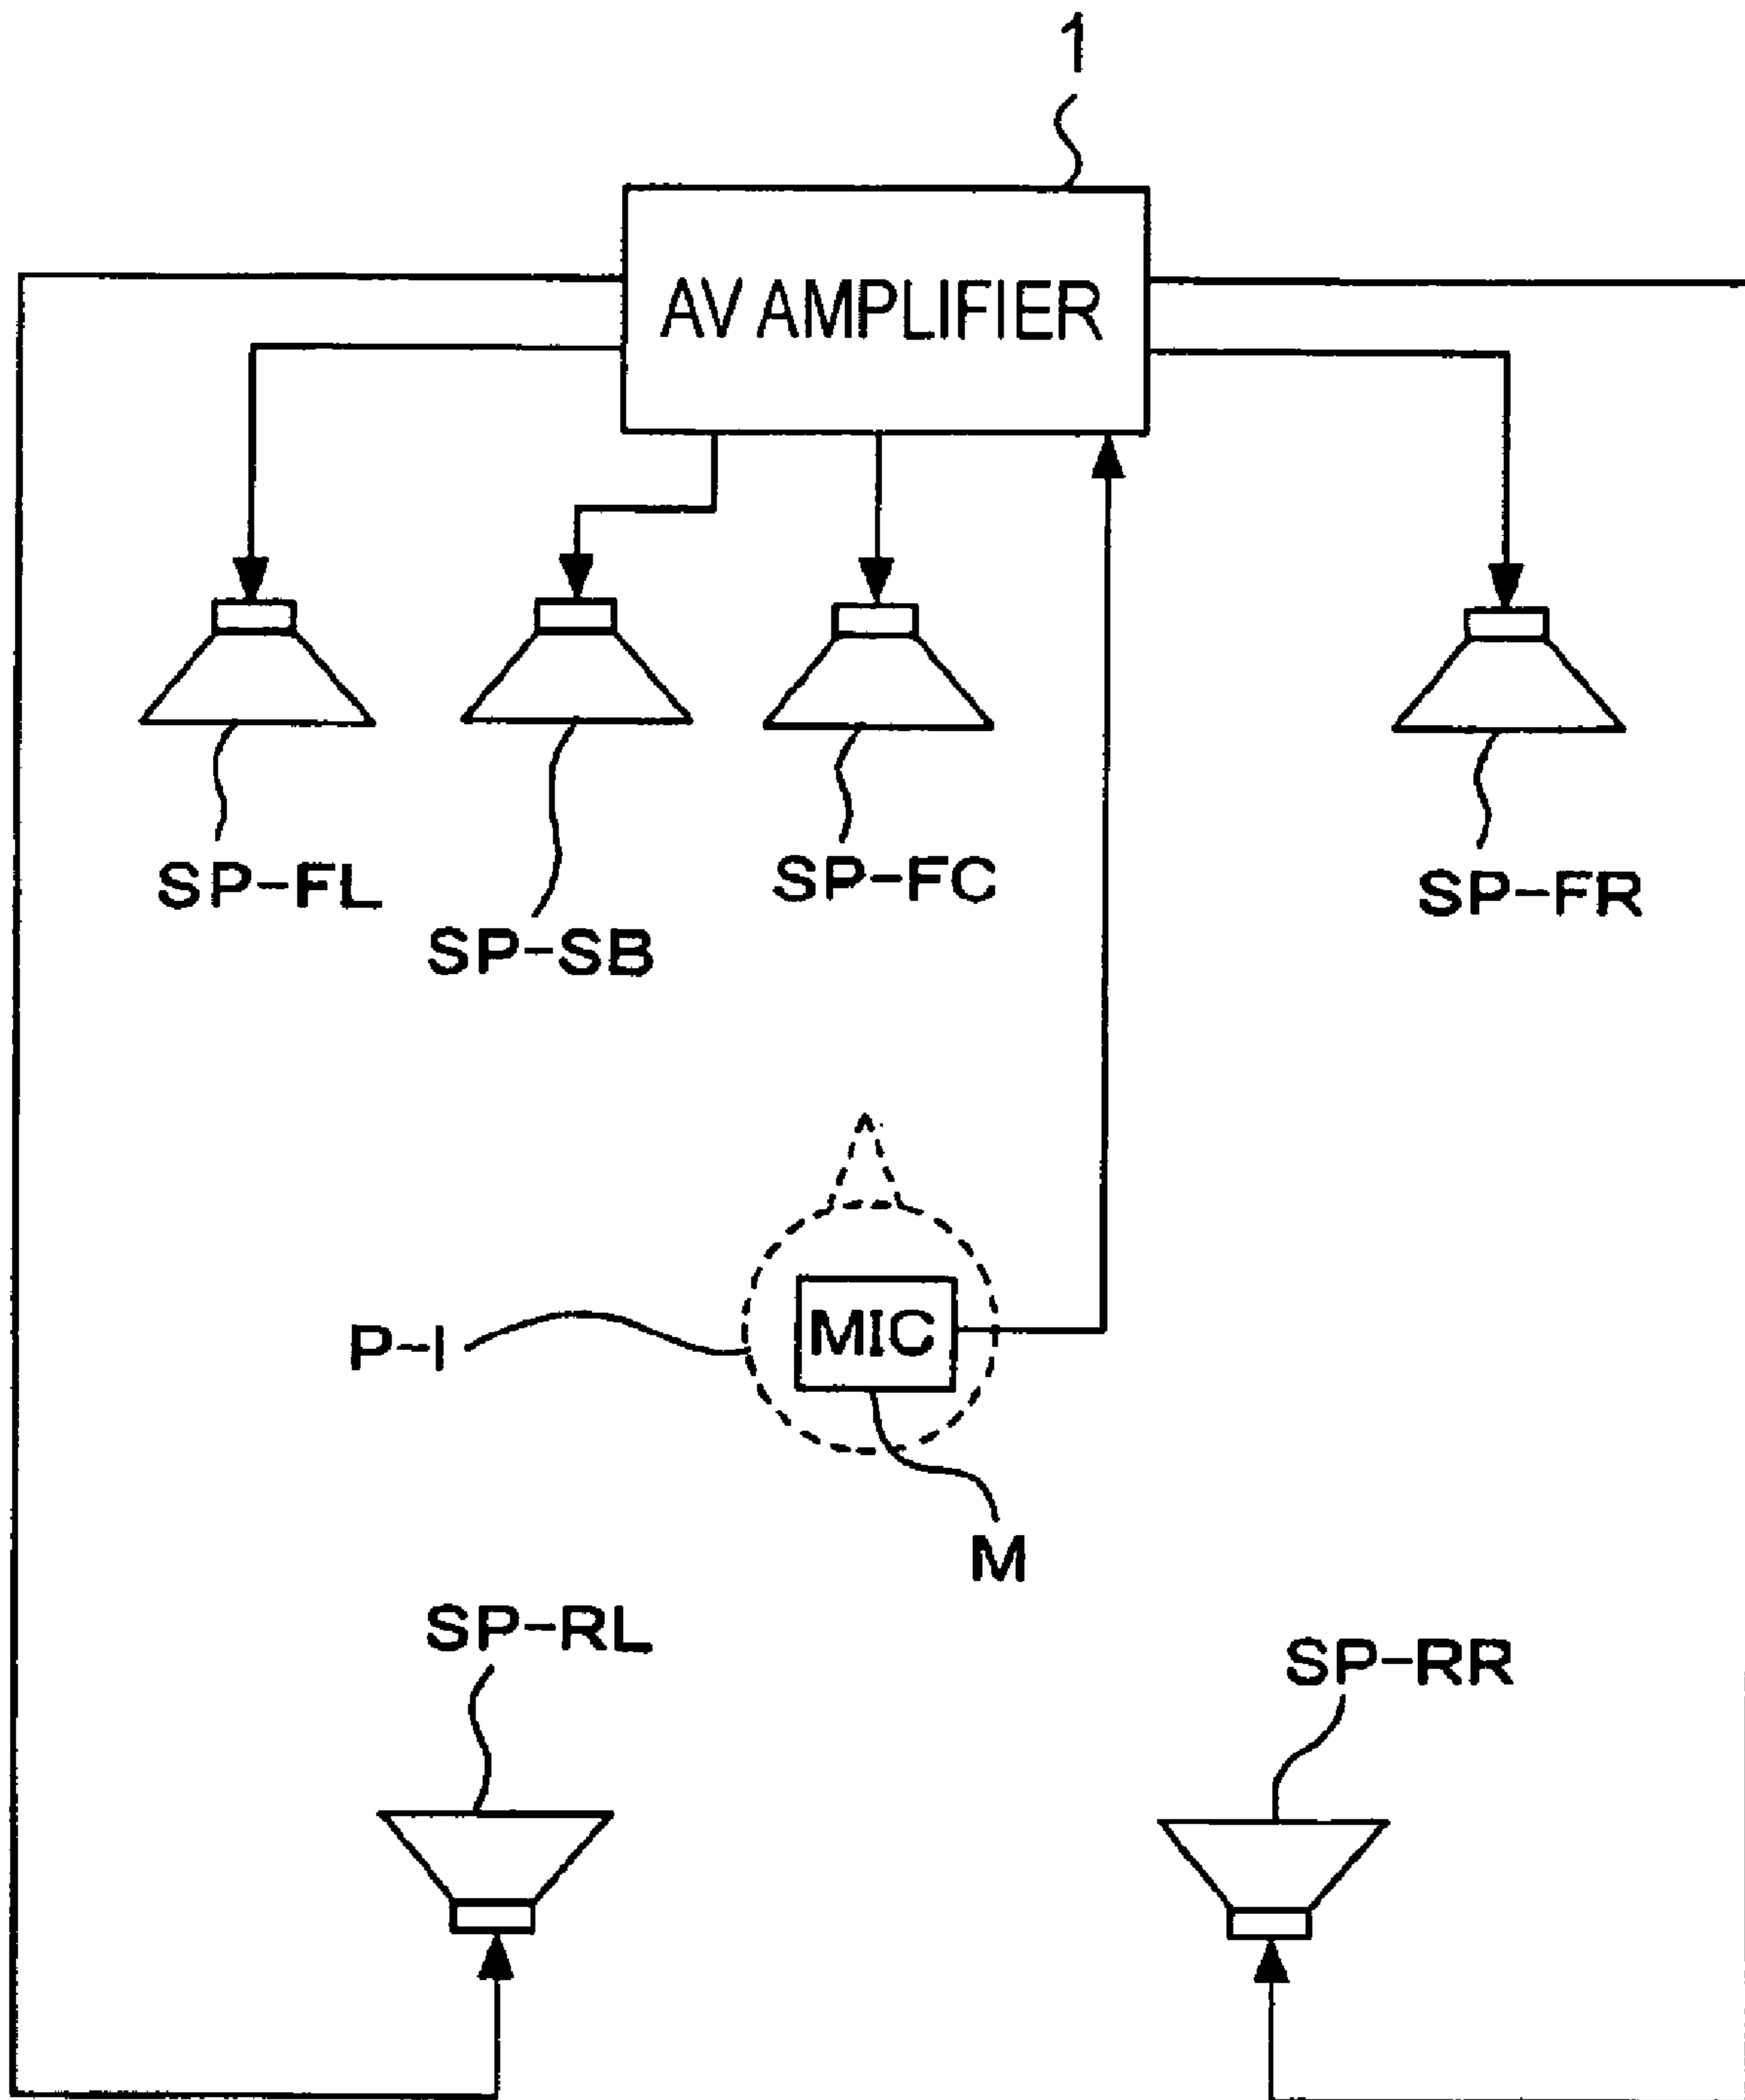 1
AV AMPLIFIER
SP-FL
SP-SB
SP-FC
SP-FR
P-I
MIC
M
SP-RL
SP-RR